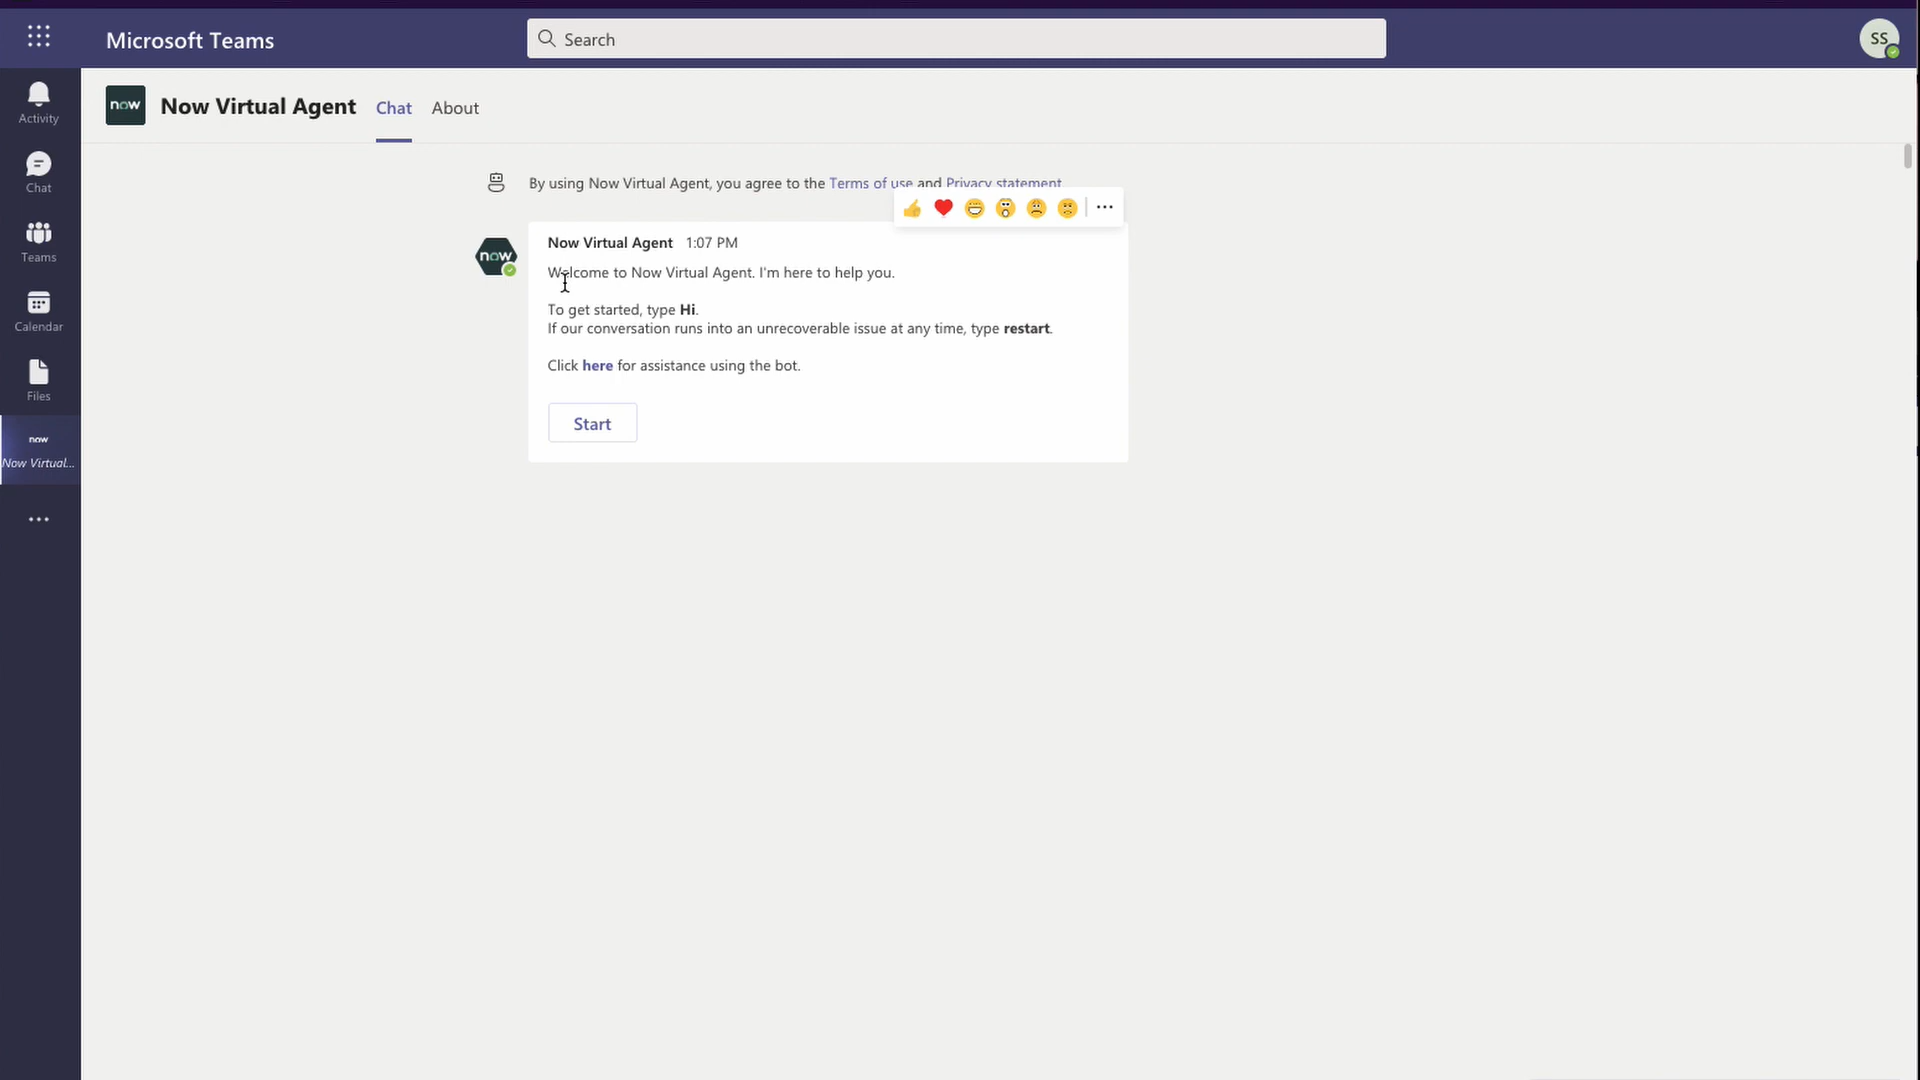 Microsoft Teams
Search
SS
Activity
Chat
Teams
Calendar
Files
now
Now Virtual...
now
Now Virtual Agent
Chat
About
By using Now Virtual Agent, you agree to the Terms of use and Privacy statement
now
Now Virtual Agent 1:07 PM
Welcome to Now Virtual Agent. I'm here to help you.
To get started, type Hi.
If our conversation runs into an unrecoverable issue at any time, type restart.
Click here for assistance using the bot.
Start